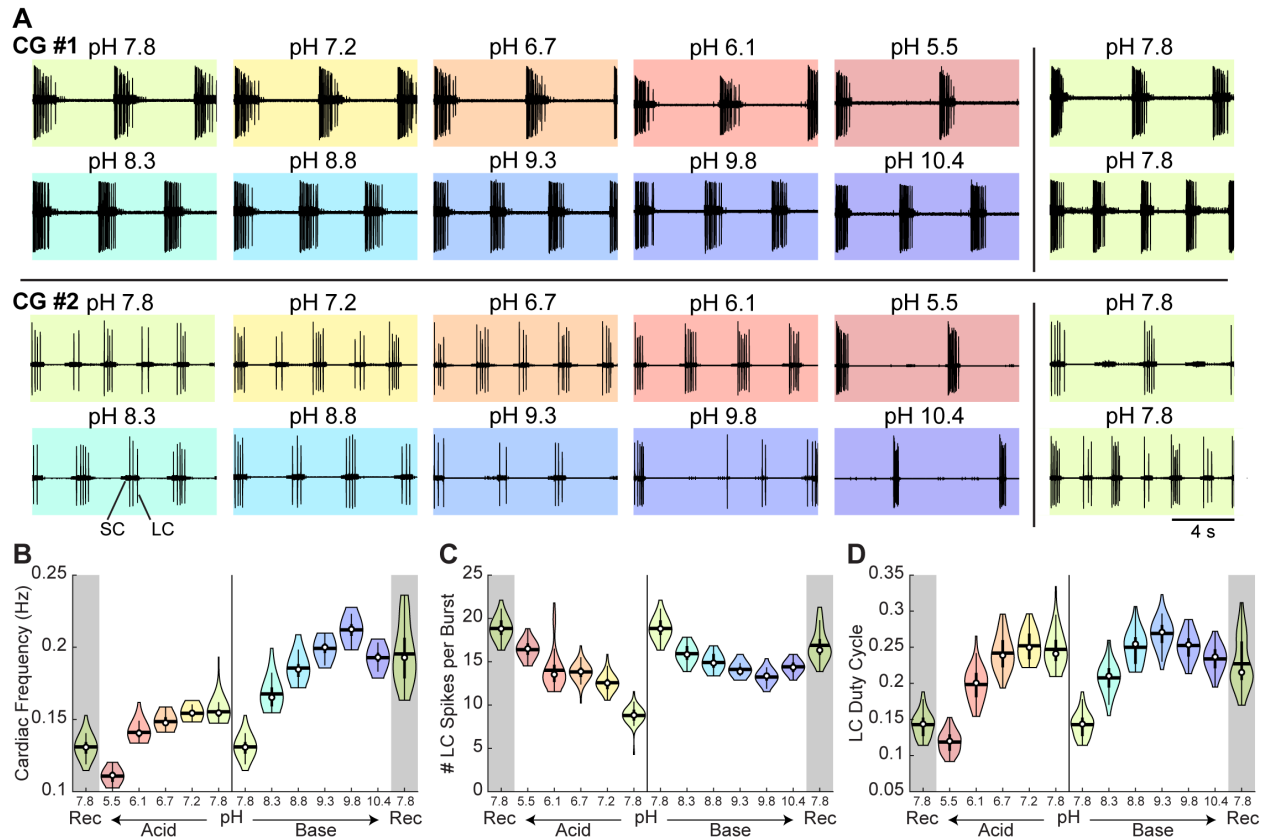 A
CG #1 pH 7.8 pH 7.2 pH 6.7 pH 6.1 pH 5.5 pH 7.8
pH 8.3 pH 8.8 pH 9.3 pH 9.8 pH 10.4 pH 7.8
CG #2 pH 7.8 pH 7.2 pH 6.7 pH 6.1 pH 5.5 pH 7.8
pH 8.3 pH 8.8 pH 9.3 pH 9.8 pH 10.4 pH 7.8
SC LC
4 s
B
Cardiac Frequency (Hz)
0.25
0.2
0.15
0.1
7.8 5.5 6.1 6.7 7.2 7.8 7.8 8.3 8.8 9.3 9.8 10.4 7.8
Rec Acid pH Base Rec
C
# LC Spikes per Burst
25
20
15
10
5
0
7.8 5.5 6.1 6.7 7.2 7.8 7.8 8.3 8.8 9.3 9.8 10.4 7.8
Rec Acid pH Base Rec
D
LC Duty Cycle
0.35
0.3
0.25
0.2
0.15
0.1
0.05
7.8 5.5 6.1 6.7 7.2 7.8 7.8 8.3 8.8 9.3 9.8 10.4 7.8
Rec Acid pH Base Rec